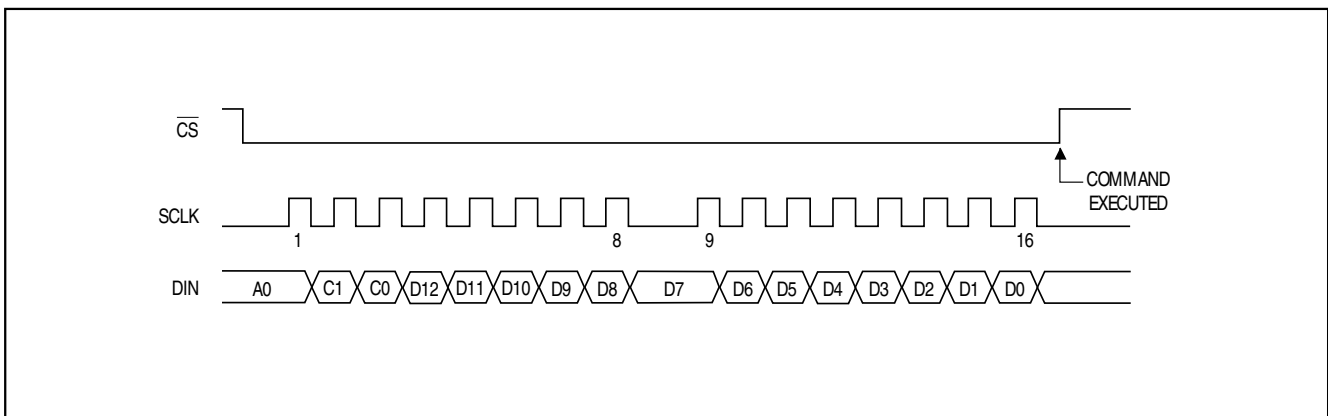 CS
COMMAND
EXECUTED
SCLK
1 8 9 16
DIN A0 C1 C0 D12 D11 D10 D9 D8 D7 D6 D5 D4 D3 D2 D1 D0